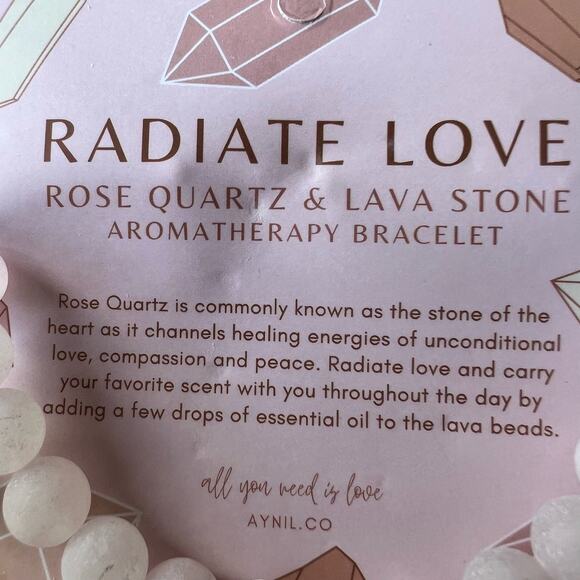 RADIATE LOVE
ROSE QUARTZ & LAVA STONE
AROMATHERAPY BRACELET
Rose Quartz is commonly known as the stone of the
heart as it channels healing energies of unconditional
love, compassion and peace. Radiate love and carry
your favorite scent with you throughout the day by
adding a few drops of essential oil to the lava beads.
all you need is love
AYNIL.CO